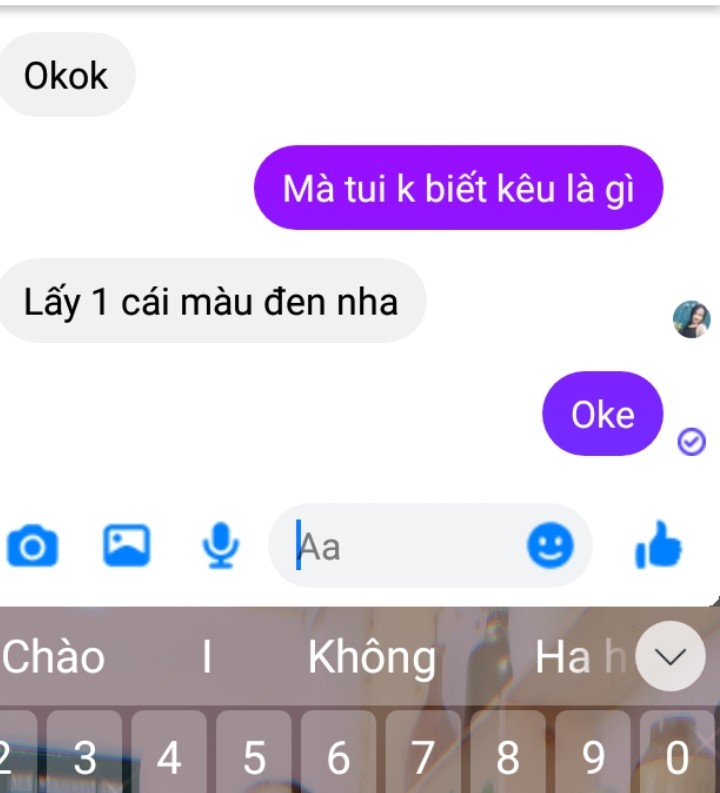 Okok
Mà tui k biết kêu là gì
Lấy 1 cái màu đen nha
Oke
Aa
Chào I Không Ha h
2 3 4 5 6 7 8 9 0